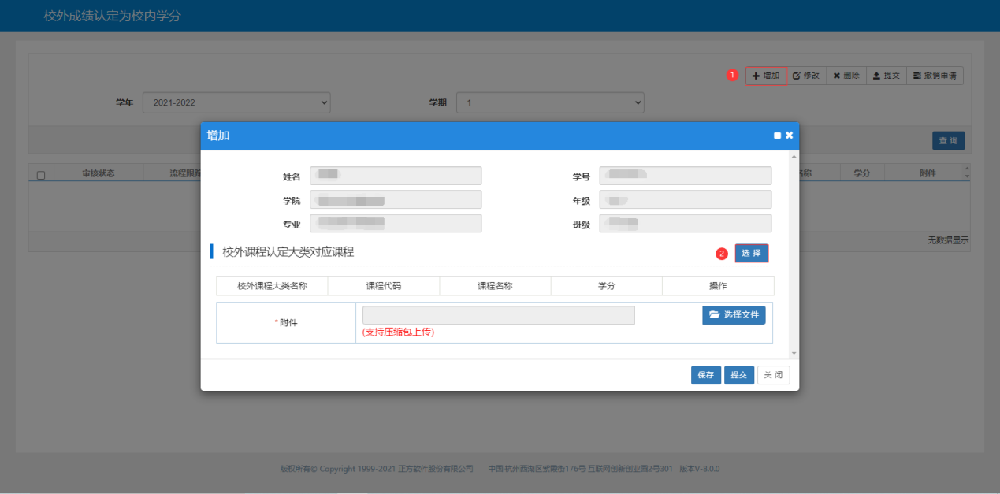 校外成绩认定为校内学分
1 增加 修改 删除 提交 撤销申请
学年 2021-2022 学期 1
增加
查 询
审核状态 流程跟踪 名称 学分 附件
姓名 学号
学院 年级
专业 班级
无数据显示
校外课程认定大类对应课程 2 选 择
校外课程大类名称 课程代码 课程名称 学分 操作
*附件 选择文件
(支持压缩包上传)
保存 提交 关 闭
版权所有© Copyright 1999-2021 正方软件股份有限公司 中国·杭州西湖区紫霞街176号 互联网创新创业园2号301 版本V-8.0.0